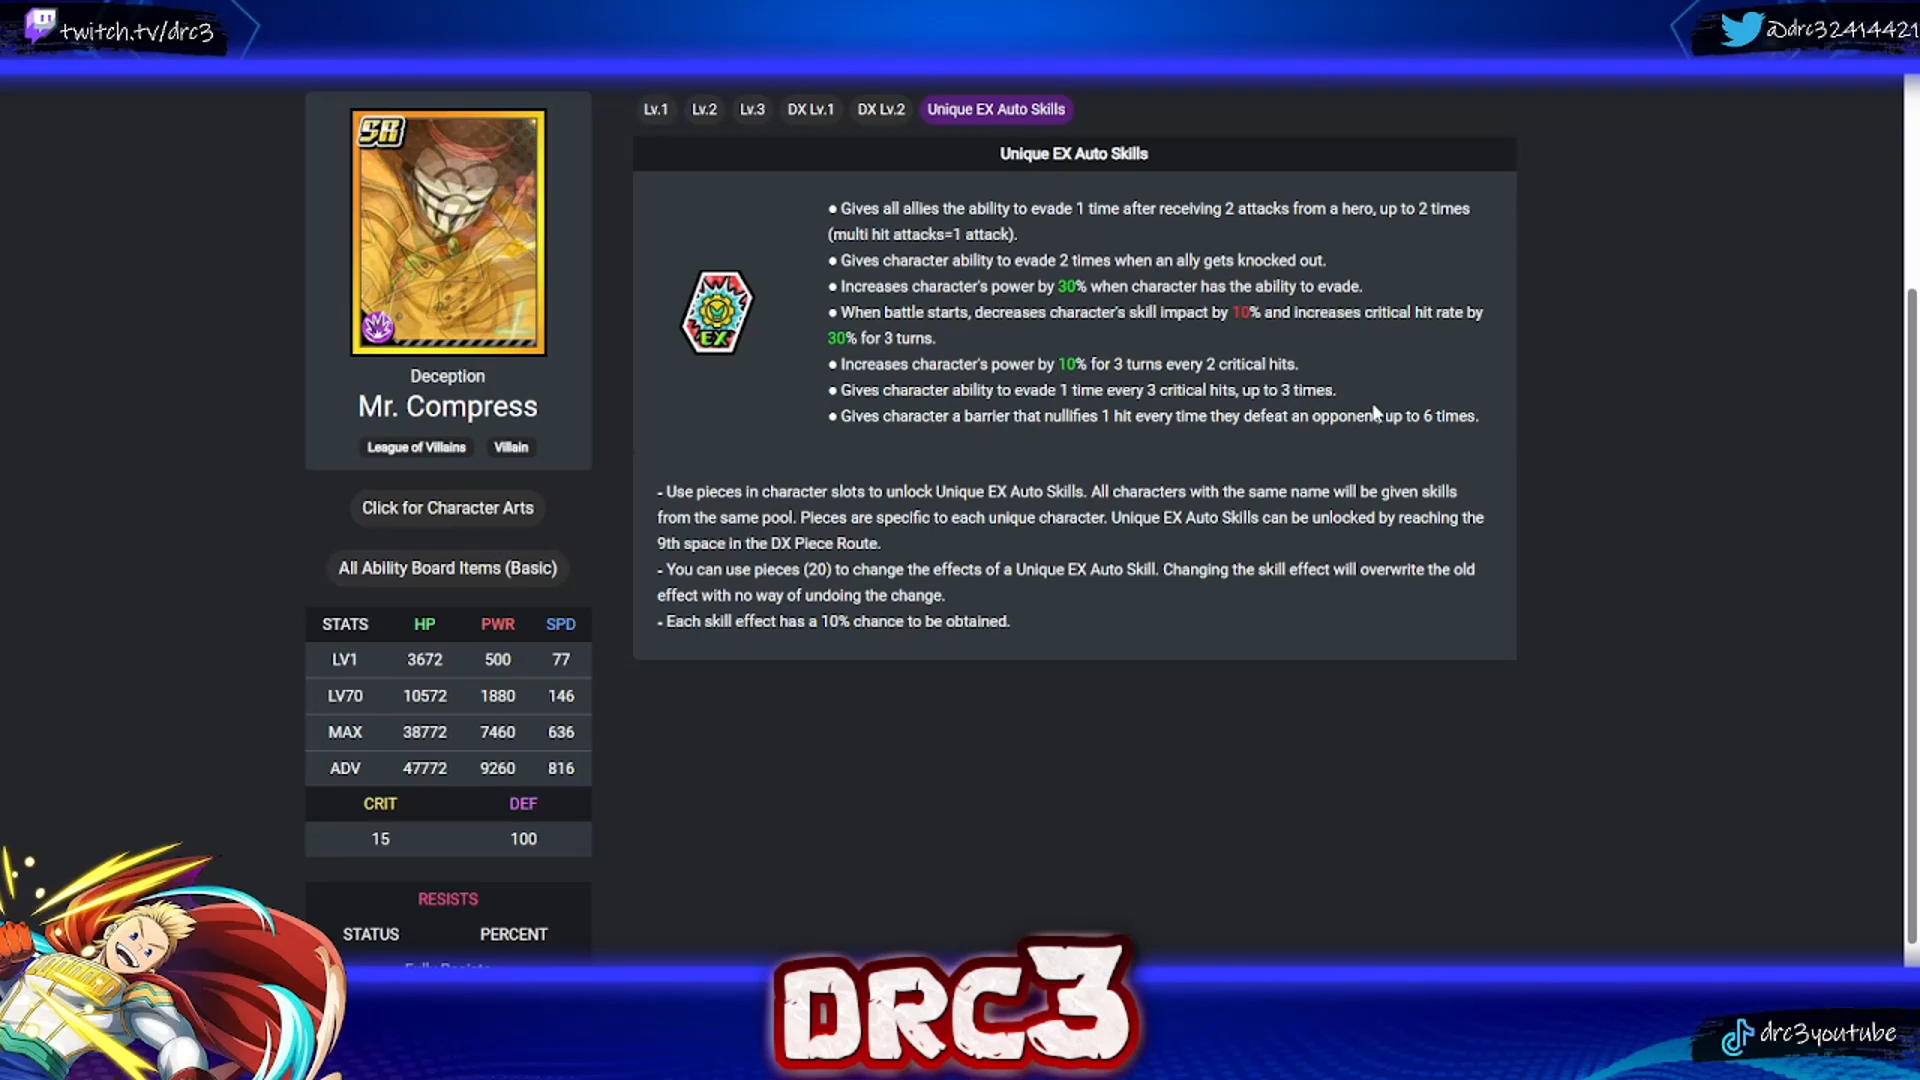 twitch.tv/drc3
@drc32414421
SR
Deception
Mr. Compress
League of Villains Villain
Click for Character Arts
All Ability Board Items (Basic)
STATS HP PWR SPD
LV1 3672 500 77
LV70 10572 1880 146
MAX 38772 7460 636
ADV 47772 9260 816
CRIT DEF
15 100
RESISTS
STATUS PERCENT
Lv.1 Lv.2 Lv.3 DX Lv.1 DX Lv.2 Unique EX Auto Skills
Unique EX Auto Skills
EX
● Gives all allies the ability to evade 1 time after receiving 2 attacks from a hero, up to 2 times
(multi hit attacks=1 attack).
● Gives character ability to evade 2 times when an ally gets knocked out.
● Increases character's power by 30% when character has the ability to evade.
● When battle starts, decreases character's skill impact by 10% and increases critical hit rate by
30% for 3 turns.
● Increases character's power by 10% for 3 turns every 2 critical hits.
● Gives character ability to evade 1 time every 3 critical hits, up to 3 times.
● Gives character a barrier that nullifies 1 hit every time they defeat an opponent up to 6 times.
- Use pieces in character slots to unlock Unique EX Auto Skills. All characters with the same name will be given skills
from the same pool. Pieces are specific to each unique character. Unique EX Auto Skills can be unlocked by reaching the
9th space in the DX Piece Route.
- You can use pieces (20) to change the effects of a Unique EX Auto Skill. Changing the skill effect will overwrite the old
effect with no way of undoing the change.
- Each skill effect has a 10% chance to be obtained.
DRC3
drc3youtube